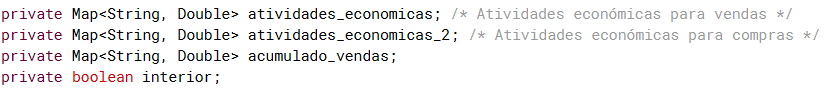 private Map<String, Double> atividades_economicas; /* Atividades económicas para vendas */
private Map<String, Double> atividades_economicas_2; /* Atividades económicas para compras */
private Map<String, Double> acumulado_vendas;
private boolean interior;